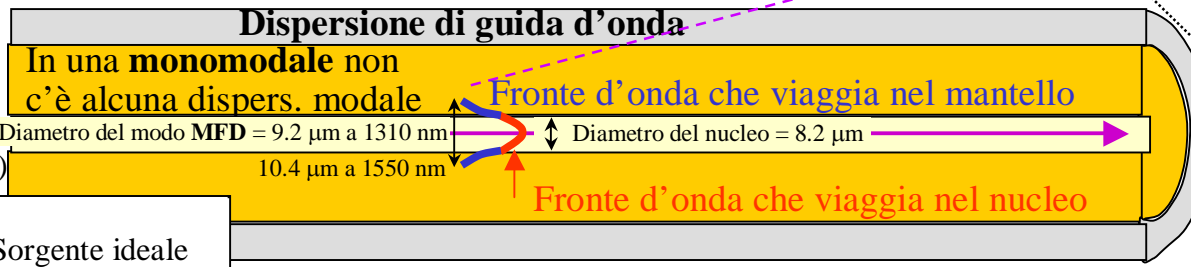 Dispersione di guida d'onda
In una monomodale non
c'è alcuna dispers. modale
Fronte d'onda che viaggia nel mantello
Diametro del modo MFD = 9.2 μm a 1310 nm
Diametro del nucleo = 8.2 μm
)
10.4 μm a 1550 nm
Fronte d'onda che viaggia nel nucleo
Sorgente ideale